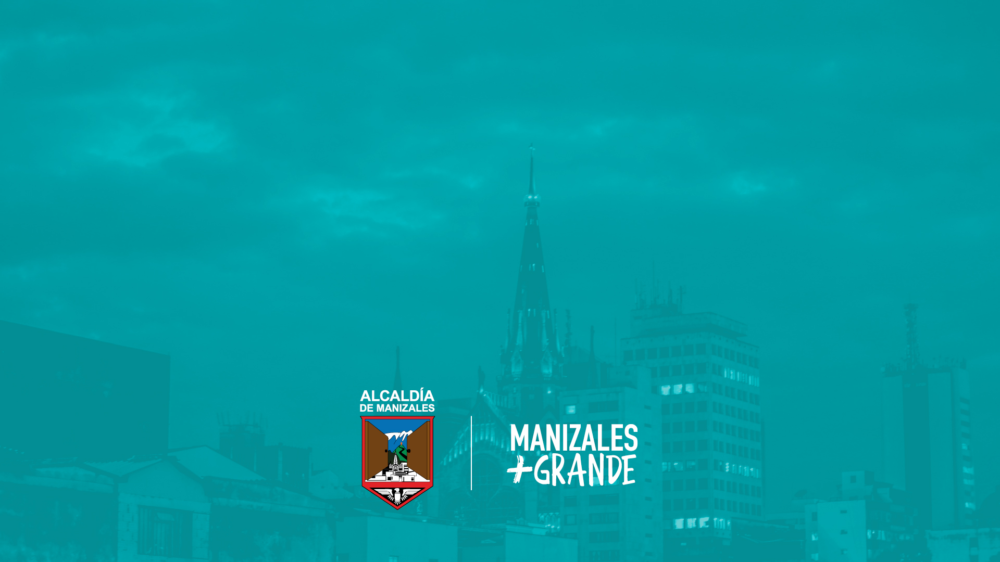 ALCALDÍA
DE MANIZALES
MANIZALES
+GRANDE